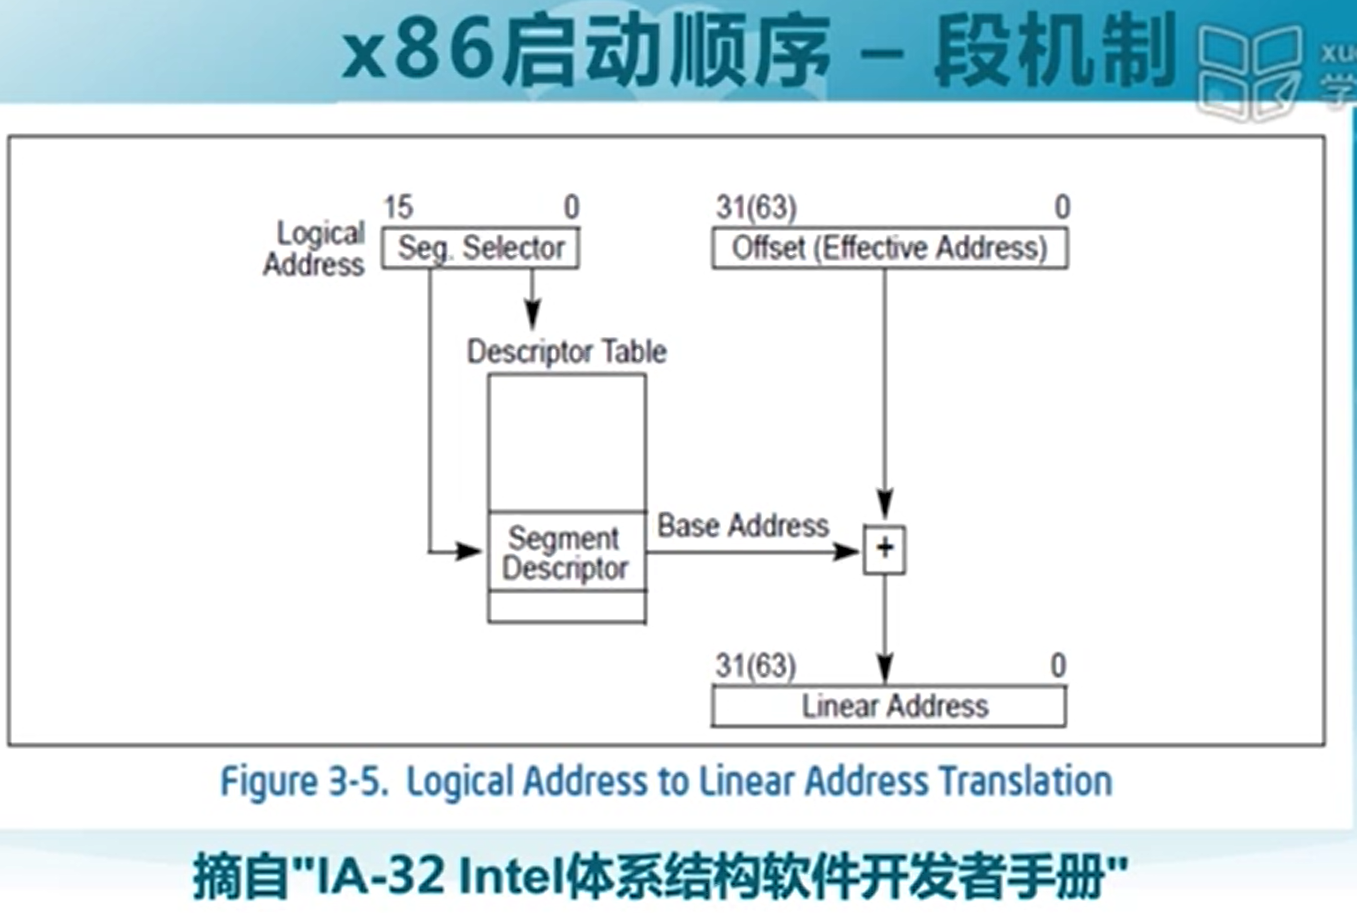 x86启动顺序 – 段机制
xu
学
15 0 31(63) 0
Logical Address
Seg. Selector
Offset (Effective Address)
Descriptor Table
Segment
Descriptor
Base Address
+
31(63) 0
Linear Address
Figure 3-5. Logical Address to Linear Address Translation
摘自"IA-32 Intel体系结构软件开发者手册"